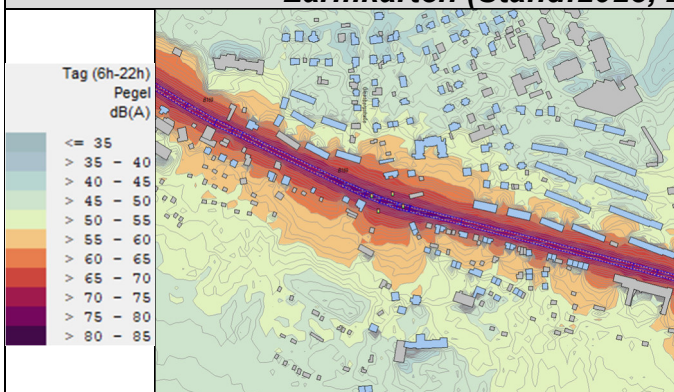 Tag (6h-22h)
Pegel
dB(A)
<= 35
> 35 - 40
> 40 - 45
> 45 - 50
> 50 - 55
> 55 - 60
> 60 - 65
> 65 - 70
> 70 - 75
> 75 - 80
> 80 - 85